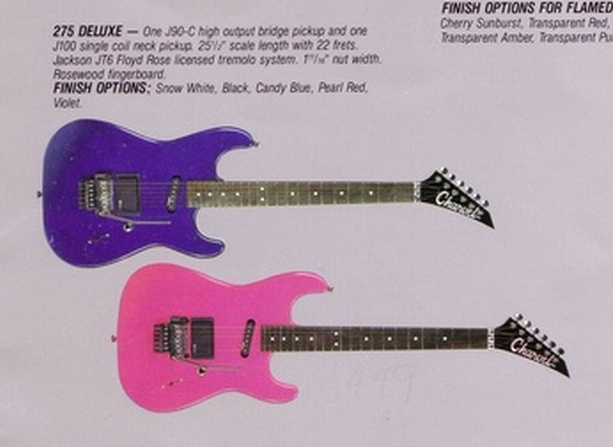 275 DELUXE — One J90-C high output bridge pickup and one
J100 single coil neck pickup. 25½" scale length with 22 frets.
Jackson JT6 Floyd Rose licensed tremolo system. 1¹¹/₁₆" nut width.
Rosewood fingerboard.
FINISH OPTIONS: Snow White, Black, Candy Blue, Pearl Red,
Violet.
FINISH OPTIONS FOR FLAMED
Cherry Sunburst, Transparent Red,
Transparent Amber, Transparent Pu
Charvel
Charvel
449